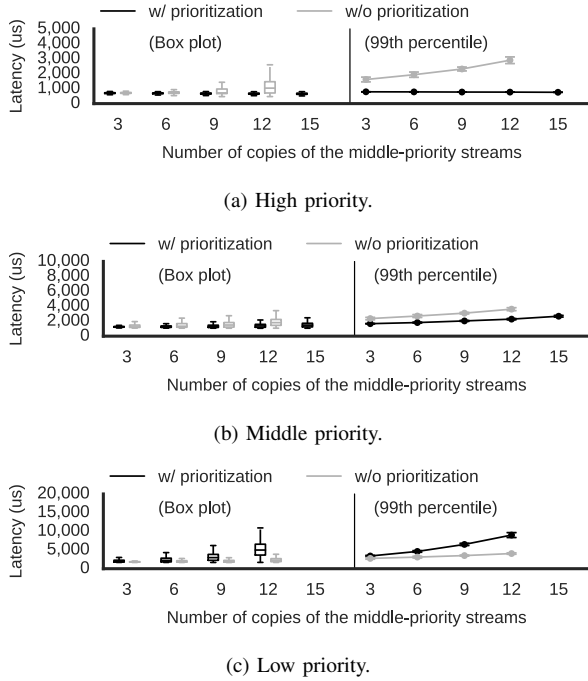 w/ prioritization w/o prioritization
(Box plot) (99th percentile)
Latency (us)
5,000
4,000
3,000
2,000
1,000
0
3 6 9 12 15 3 6 9 12 15
Number of copies of the middle-priority streams
(a) High priority.
w/ prioritization w/o prioritization
(Box plot) (99th percentile)
Latency (us)
10,000
8,000
6,000
4,000
2,000
0
3 6 9 12 15 3 6 9 12 15
Number of copies of the middle-priority streams
(b) Middle priority.
w/ prioritization w/o prioritization
(Box plot) (99th percentile)
Latency (us)
20,000
15,000
10,000
5,000
0
3 6 9 12 15 3 6 9 12 15
Number of copies of the middle-priority streams
(c) Low priority.